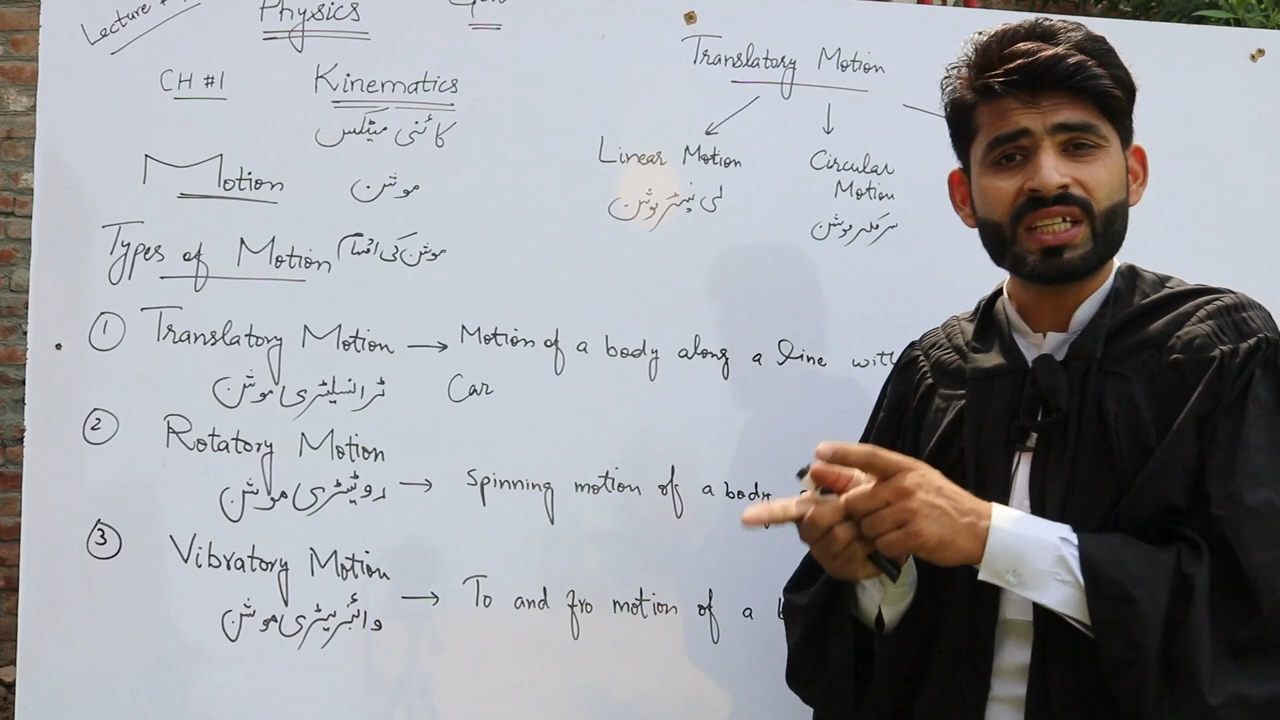 Lecture #
Physics
CH #1
Kinematics
کائنی میٹکس
Motion
موشن
Types of Motion
موشن کی اقسام
① Translatory Motion → Motion of a body along a line with
ٹرانسلیٹری موشن
Car
② Rotatory Motion
→ Spinning motion of a body
روٹیٹری موشن
③ Vibratory Motion
→ To and fro motion of a
وائبریٹری موشن
Translatory Motion
Linear Motion
موشن
Circular
Motion
سرکلر موشن